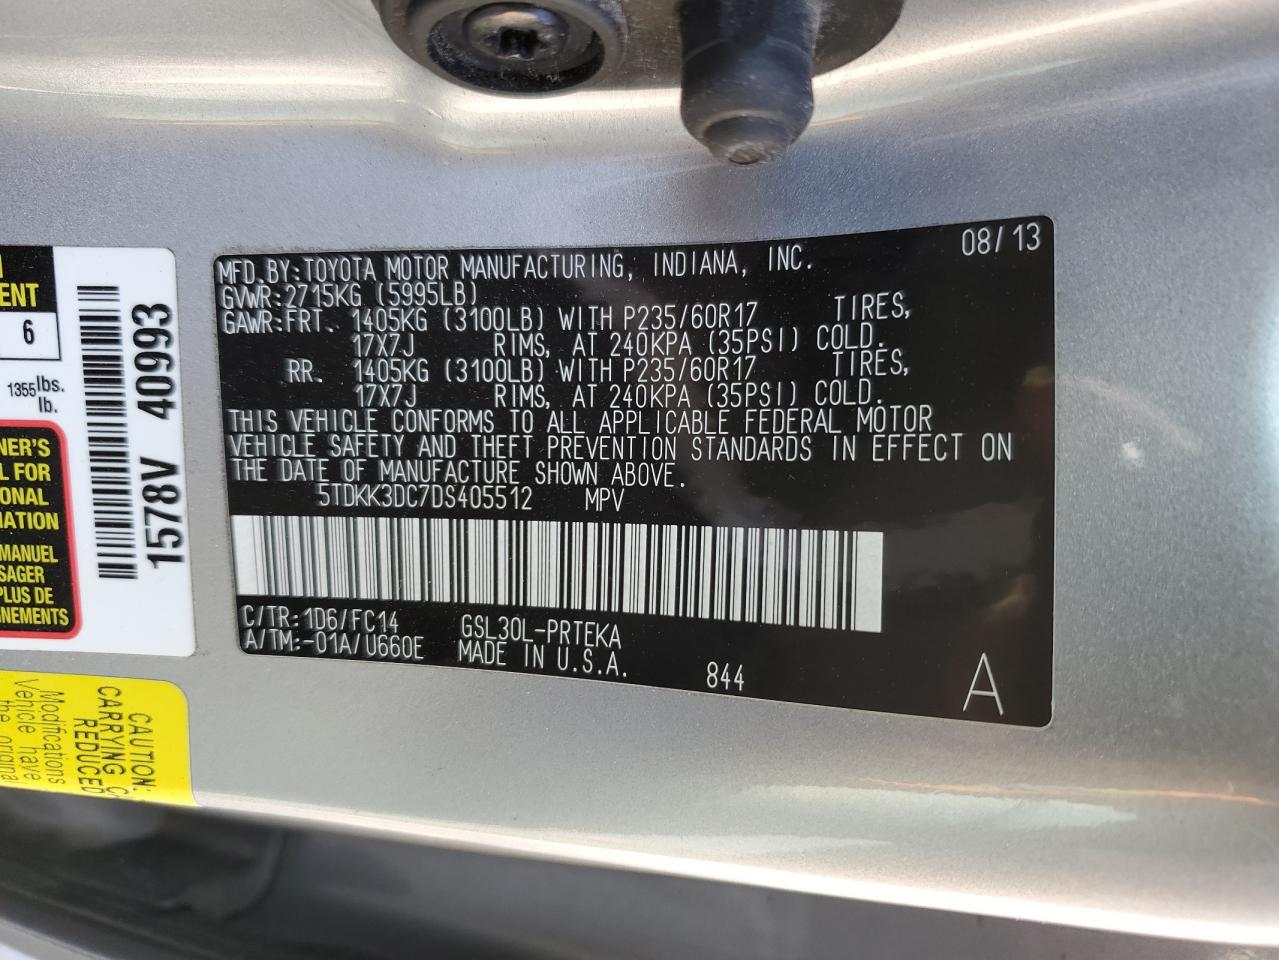 MFD.BY:TOYOTA MOTOR MANUFACTURING, INDIANA, INC. 08/13
GVWR:2715KG (5995LB)
GAWR:FRT. 1405KG (3100LB) WITH P235/60R17 TIRES,
17X7J RIMS, AT 240KPA (35PSI) COLD.
RR. 1405KG (3100LB) WITH P235/60R17 TIRES,
17X7J RIMS, AT 240KPA (35PSI) COLD.
THIS VEHICLE CONFORMS TO ALL APPLICABLE FEDERAL MOTOR
VEHICLE SAFETY AND THEFT PREVENTION STANDARDS IN EFFECT ON
THE DATE OF MANUFACTURE SHOWN ABOVE.
5TDKK3DC7DS405512 MPV
C/TR:1D6/FC14 GSL30L-PRTEKA
A/TM:-01A/U660E MADE IN U.S.A. 844 A
ENT
6
1355 lbs.
lb.
NER'S
L FOR
ONAL
MATION
MANUEL
SAGER
PLUS DE
NEMENTS
1578V 40993
CAUTION:
CARRYING C
REDUCED
Modifications
Vehicle have
the origina